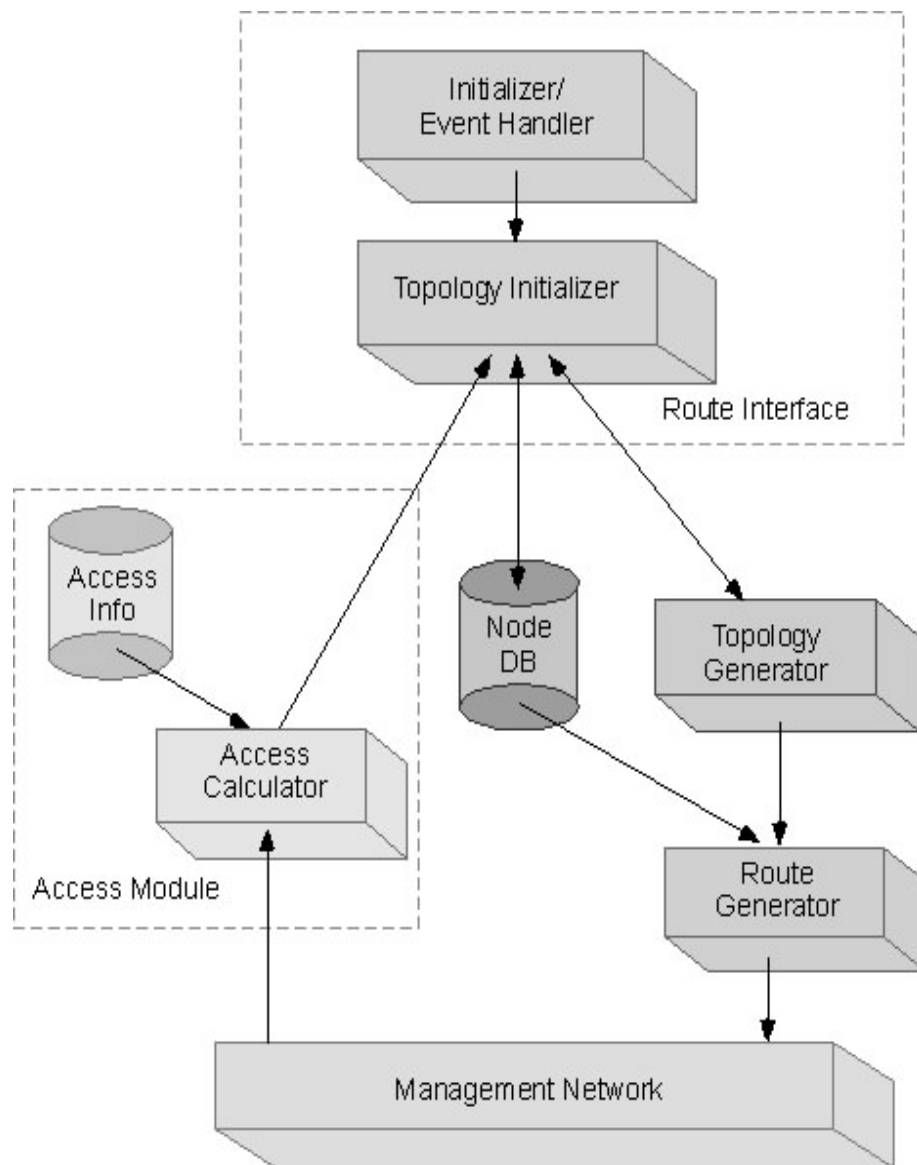 Initializer/
Event Handler
Topology Initializer
Route Interface
Access
Info
Node
DB
Topology
Generator
Access
Calculator
Access Module
Route
Generator
Management Network